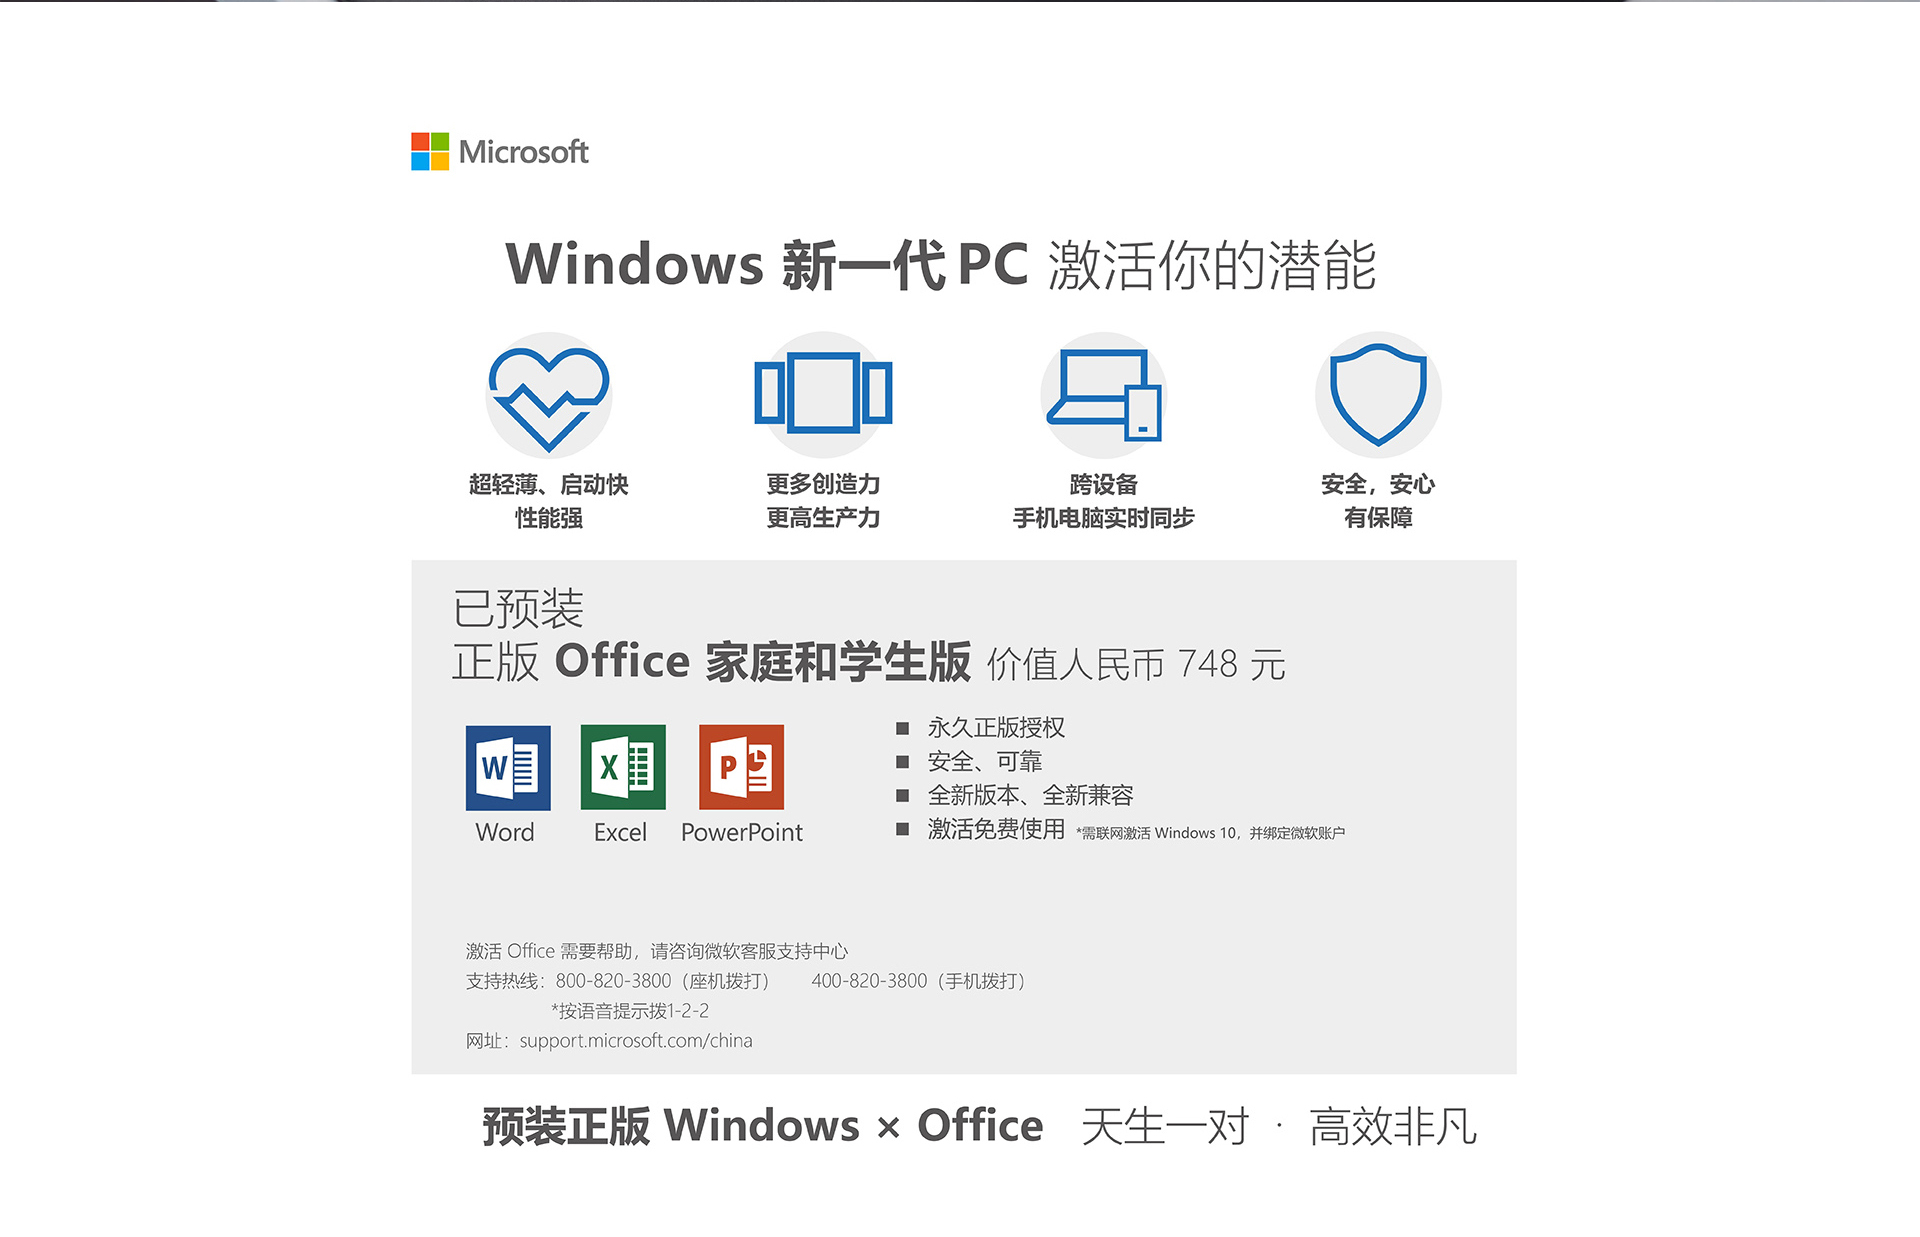 Microsoft
Windows 新一代 PC 激活你的潜能
超轻薄、启动快
性能强
更多创造力
更高生产力
跨设备
手机电脑实时同步
安全，安心
有保障
已预装
正版 Office 家庭和学生版 价值人民币 748 元
Word
Excel
PowerPoint
■ 永久正版授权
■ 安全、可靠
■ 全新版本、全新兼容
■ 激活免费使用 *需联网激活 Windows 10，并绑定微软账户
激活 Office 需要帮助，请咨询微软客服支持中心
支持热线：800-820-3800（座机拨打） 400-820-3800（手机拨打）
*按语音提示拨1-2-2
网址：support.microsoft.com/china
预装正版 Windows × Office 天生一对 · 高效非凡